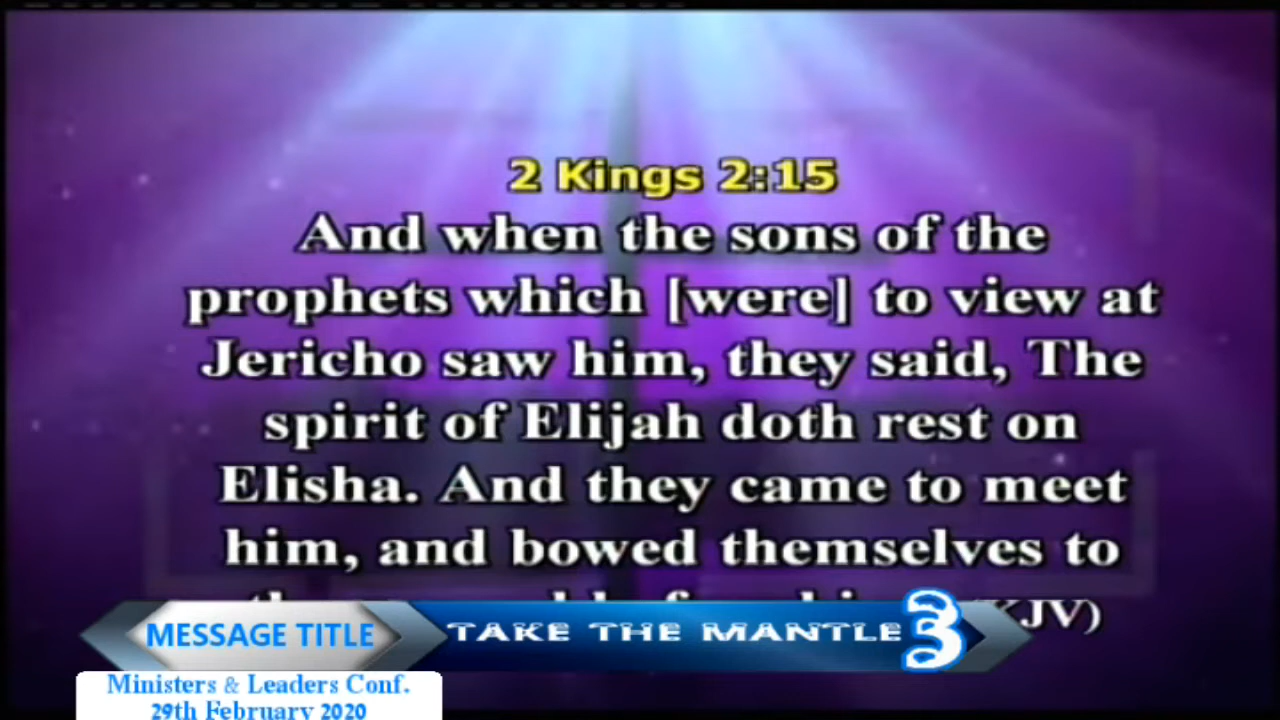 2 Kings 2:15
And when the sons of the
prophets which [were] to view at
Jericho saw him, they said, The
spirit of Elijah doth rest on
Elisha. And they came to meet
him, and bowed themselves to
KJV)
MESSAGE TITLE
TAKE THE MANTLE 3
Ministers & Leaders Conf.
29th February 2020